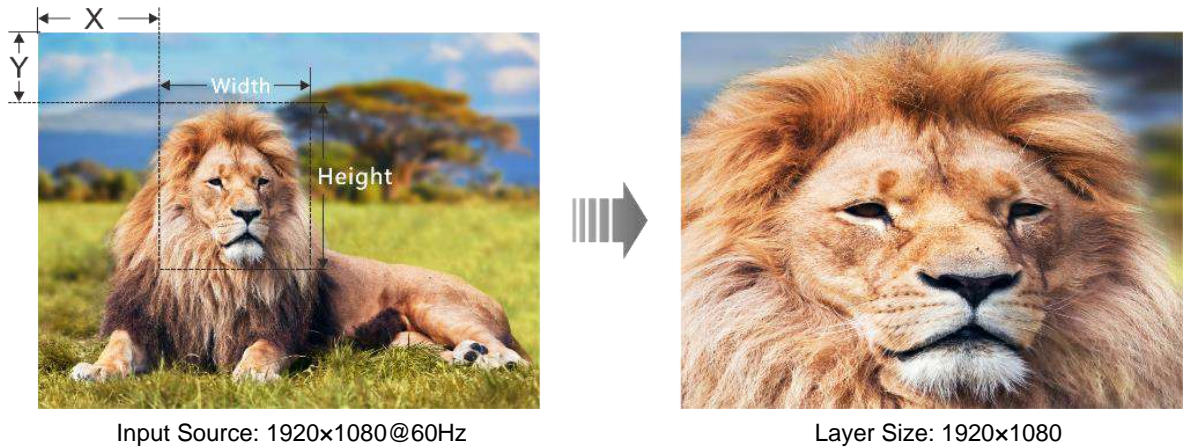 X
Y
Width
Height
Input Source: 1920×1080@60Hz
Layer Size: 1920×1080